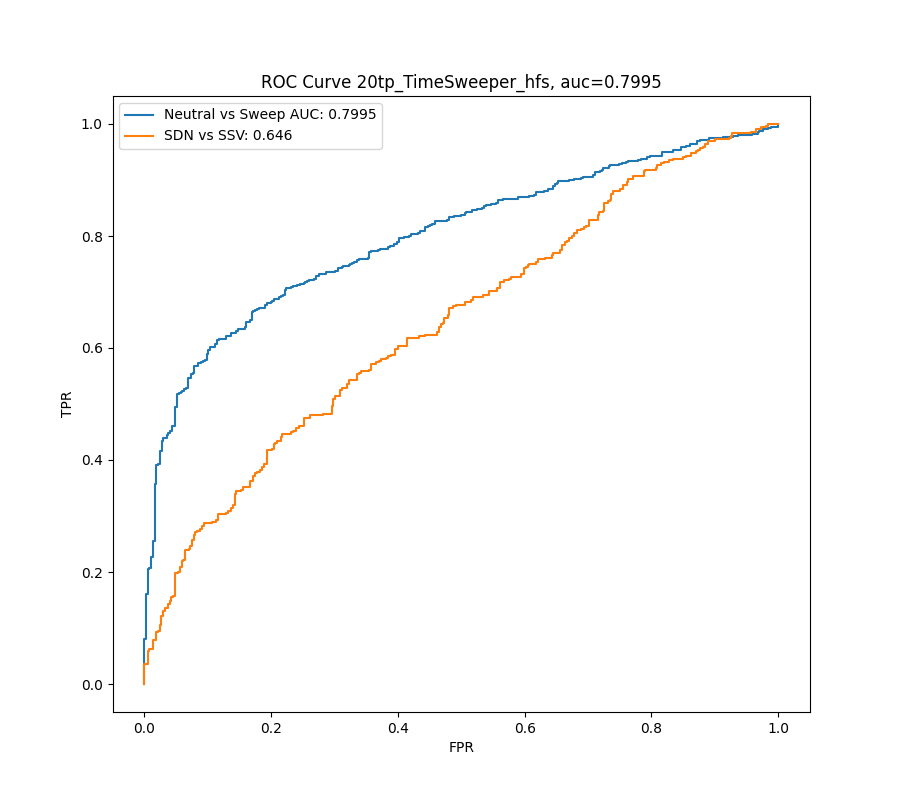 ROC Curve 20tp_TimeSweeper_hfs, auc=0.7995
Neutral vs Sweep AUC: 0.7995
SDN vs SSV: 0.646
1.0
0.8
0.6
0.4
0.2
0.0
TPR
0.0 0.2 0.4 0.6 0.8 1.0
FPR